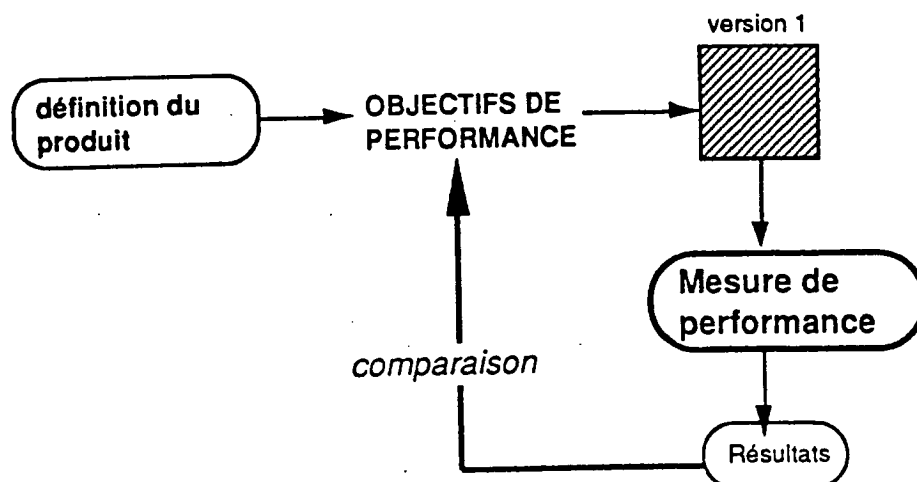 version 1
définition du
produit
OBJECTIFS DE
PERFORMANCE
Mesure de
performance
comparaison
Résultats